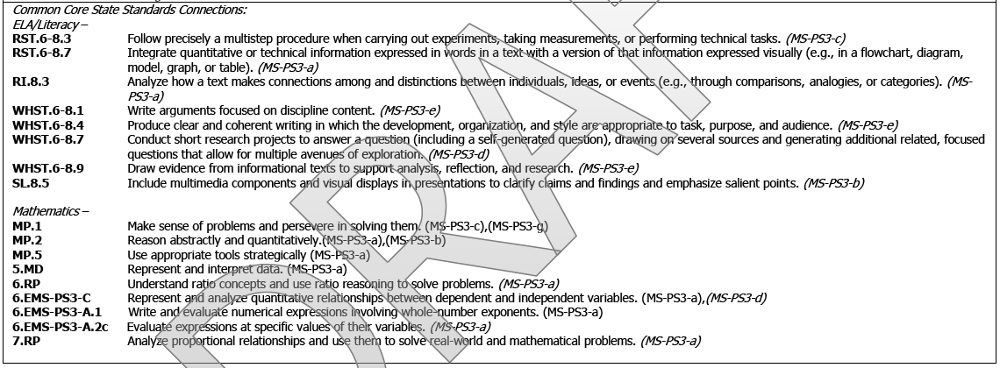 Common Core State Standards Connections:
ELA/Literacy –
RST.6-8.3 Follow precisely a multistep procedure when carrying out experiments, taking measurements, or performing technical tasks. (MS-PS3-c)
RST.6-8.7 Integrate quantitative or technical information expressed in words in a text with a version of that information expressed visually (e.g., in a flowchart, diagram,
model, graph, or table). (MS-PS3-a)
RI.8.3 Analyze how a text makes connections among and distinctions between individuals, ideas, or events (e.g., through comparisons, analogies, or categories). (MS-
PS3-a)
WHST.6-8.1 Write arguments focused on discipline content. (MS-PS3-e)
WHST.6-8.4 Produce clear and coherent writing in which the development, organization, and style are appropriate to task, purpose, and audience. (MS-PS3-e)
WHST.6-8.7 Conduct short research projects to answer a question (including a self-generated question), drawing on several sources and generating additional related, focused
questions that allow for multiple avenues of exploration. (MS-PS3-d)
WHST.6-8.9 Draw evidence from informational texts to support analysis, reflection, and research. (MS-PS3-e)
SL.8.5 Include multimedia components and visual displays in presentations to clarify claims and findings and emphasize salient points. (MS-PS3-b)
Mathematics –
MP.1 Make sense of problems and persevere in solving them. (MS-PS3-c),(MS-PS3-g)
MP.2 Reason abstractly and quantitatively.(MS-PS3-a),(MS-PS3-b)
MP.5 Use appropriate tools strategically (MS-PS3-a)
5.MD Represent and interpret data. (MS-PS3-a)
6.RP Understand ratio concepts and use ratio reasoning to solve problems. (MS-PS3-a)
6.EMS-PS3-C Represent and analyze quantitative relationships between dependent and independent variables. (MS-PS3-a),(MS-PS3-d)
6.EMS-PS3-A.1 Write and evaluate numerical expressions involving whole-number exponents. (MS-PS3-a)
6.EMS-PS3-A.2c Evaluate expressions at specific values of their variables. (MS-PS3-a)
7.RP Analyze proportional relationships and use them to solve real-world and mathematical problems. (MS-PS3-a)